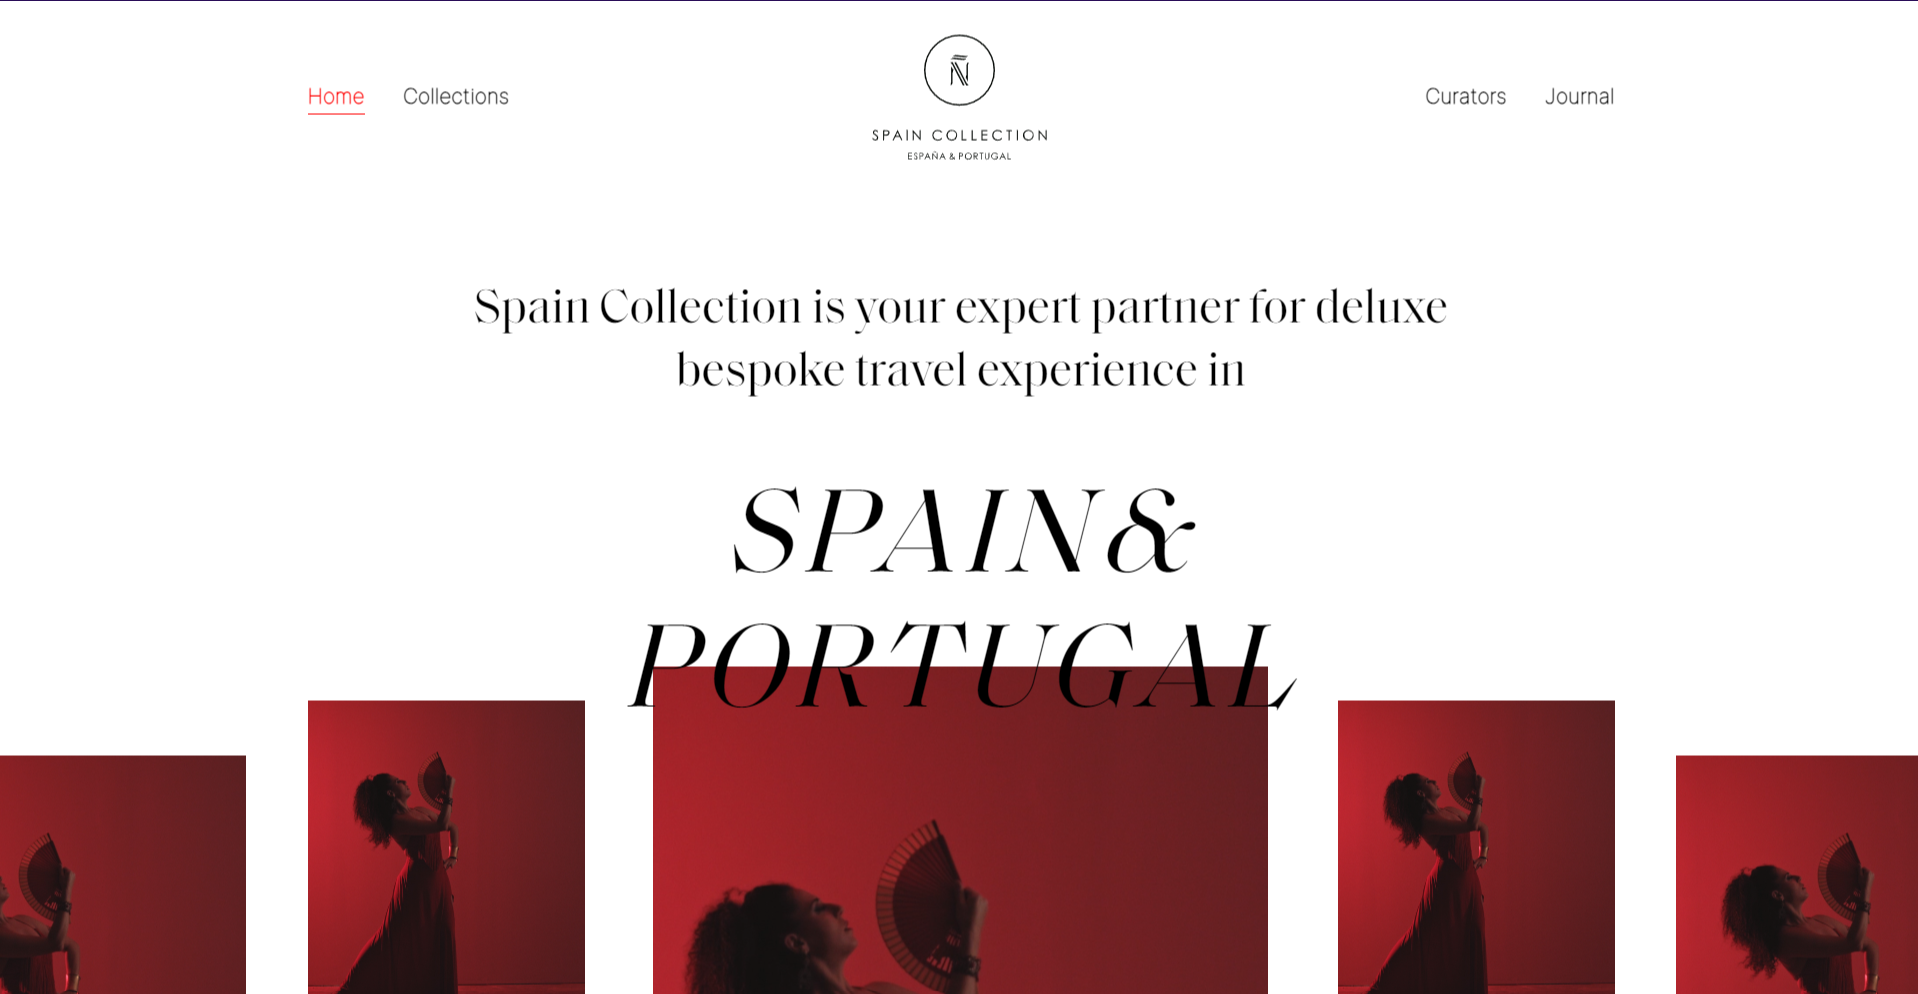 Home
Collections
Ñ
SPAIN COLLECTION
ESPAÑA & PORTUGAL
Curators
Journal
Spain Collection is your expert partner for deluxe
bespoke travel experience in
SPAIN&
PORTUGAL